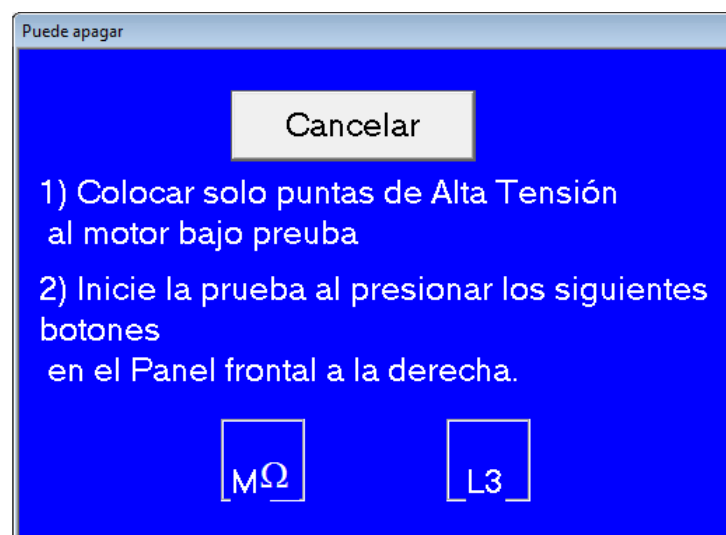 Puede apagar
Cancelar
1) Colocar solo puntas de Alta Tensión
al motor bajo preuba
2) Inicie la prueba al presionar los siguientes
botones
en el Panel frontal a la derecha.
MΩ L3